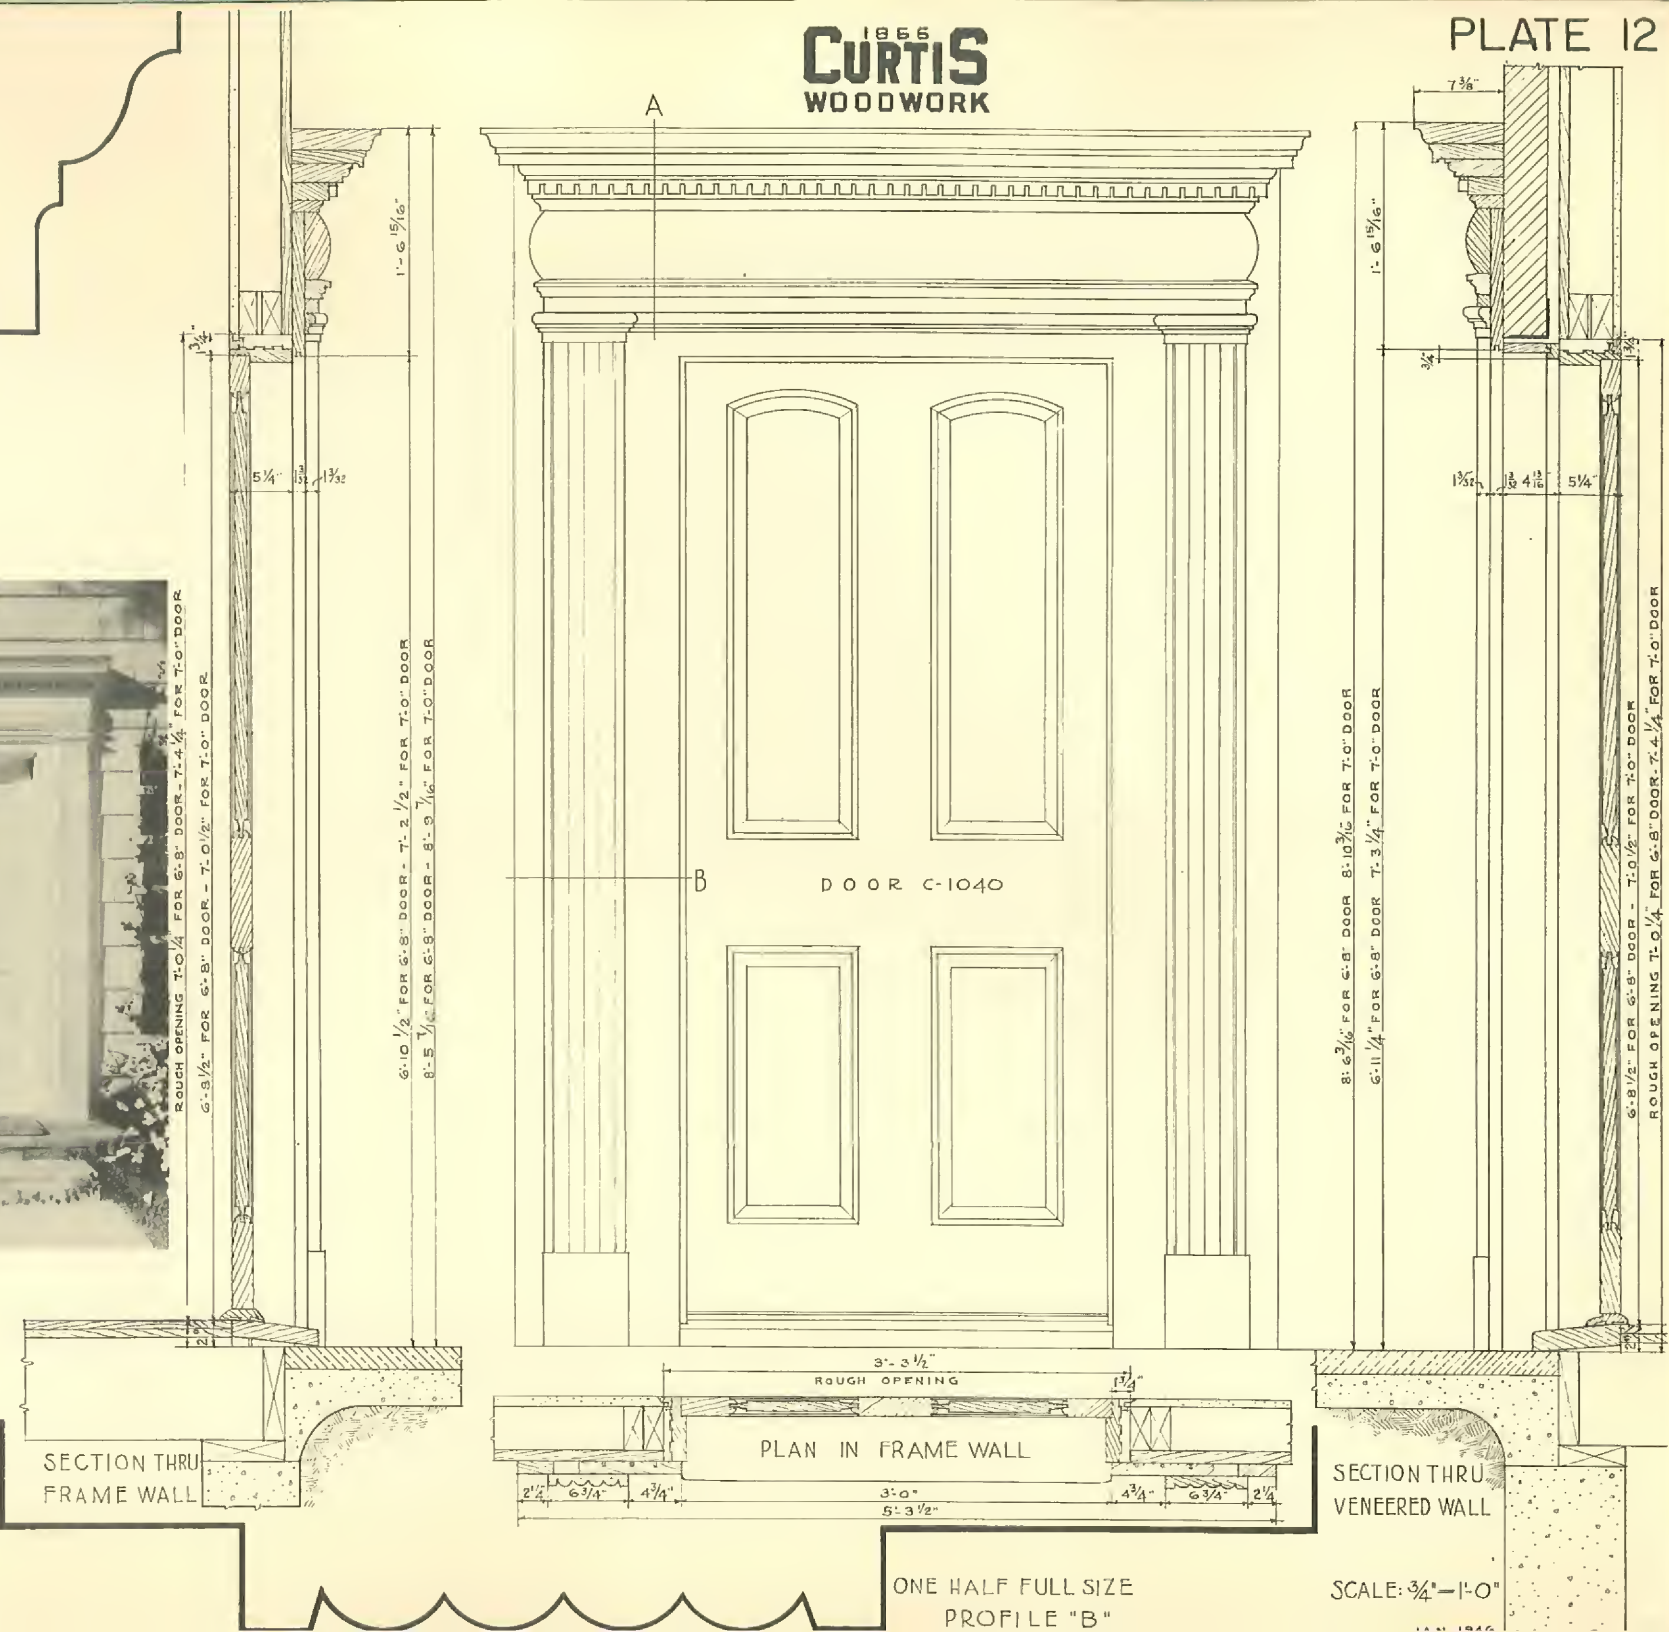 PLATE 12
1866
CURTIS
WOODWORK
A
7 3/8"
1'-6 15/16"
1'-6 15/16"
1 3/4"
3/4"
1 3/4"
5 1/4"
1 3/32
1 3/32
1 3/32
1 3/32
4 13/16
5 1/4"
ROUGH OPENING 7'-0 1/4" FOR 6'-8" DOOR - 7'-4 1/4" FOR 7'-0" DOOR
6'-8 1/2" FOR 6'-8" DOOR - 7'-0 1/2" FOR 7'-0" DOOR
6'-10 1/2" FOR 6'-8" DOOR - 7'-2 1/2" FOR 7'-0" DOOR
8'-5 7/16" FOR 6'-8" DOOR - 8'-9 7/16" FOR 7'-0" DOOR
B
DOOR C-1040
8'-6 3/16" FOR 6'-8" DOOR 8'-10 3/16" FOR 7'-0" DOOR
6'-11 1/4" FOR 6'-8" DOOR 7'-3 1/4" FOR 7'-0" DOOR
6'-8 1/2" FOR 6'-8" DOOR - 7'-0 1/2" FOR 7'-0" DOOR
ROUGH OPENING 7'-0 1/4" FOR 6'-8" DOOR - 7'-4 1/4" FOR 7'-0" DOOR
2"
2"
3'-3 1/2"
ROUGH OPENING
1 3/4"
PLAN IN FRAME WALL
2 1/4"
6 3/4"
4 3/4"
3'-0"
4 3/4"
6 3/4"
2 1/4
5'-3 1/2"
SECTION THRU
FRAME WALL
SECTION THRU
VENEERED WALL
ONE HALF FULL SIZE
PROFILE "B"
SCALE: 3/4"=1'-0"